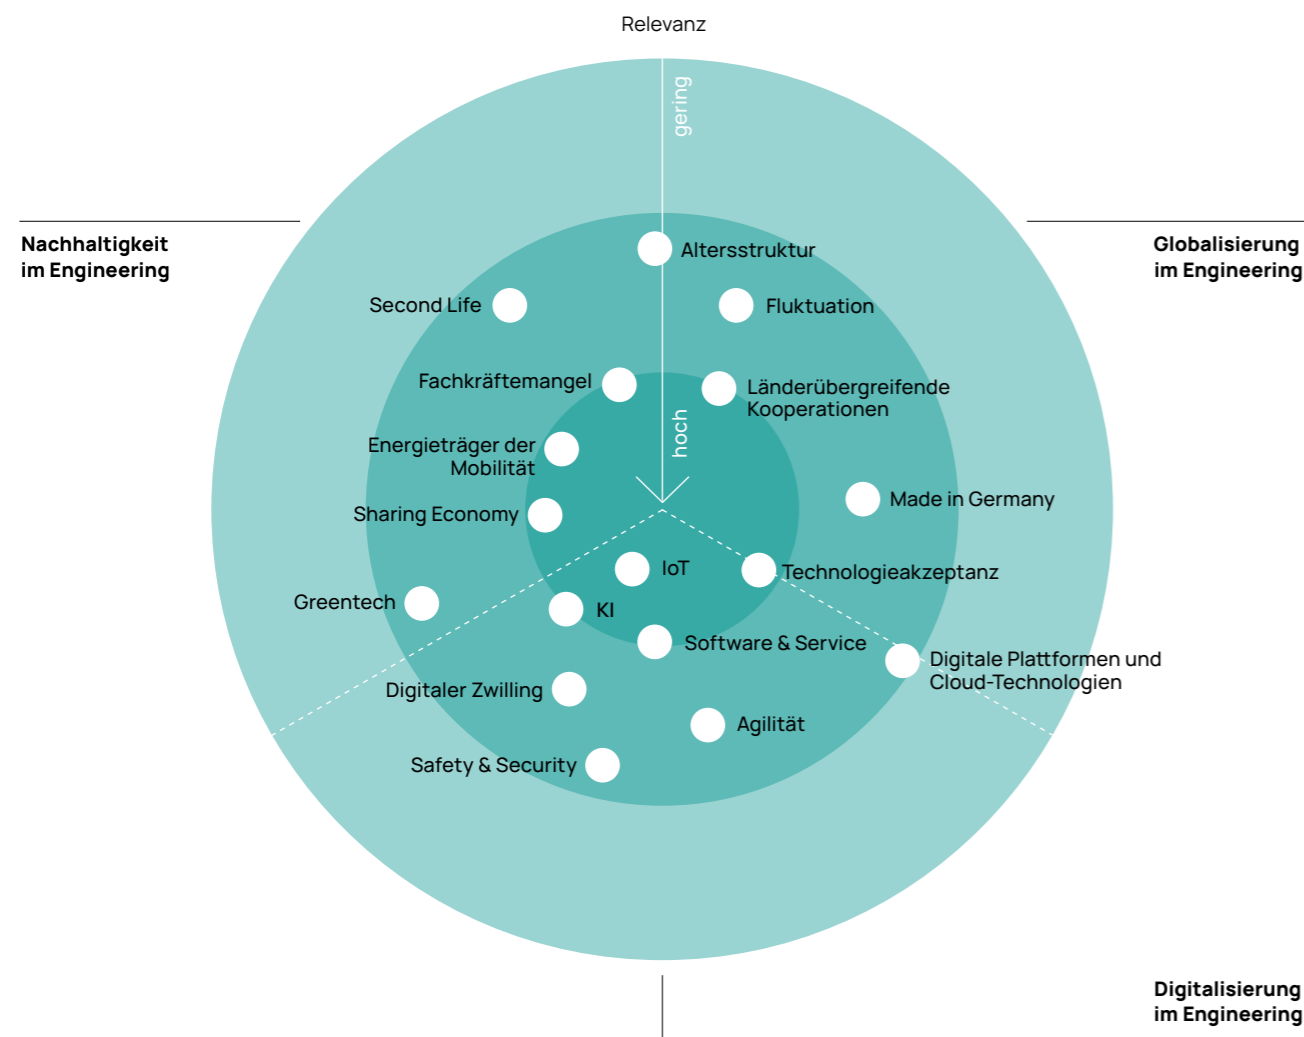 Relevanz
gering
Nachhaltigkeit
im Engineering
Globalisierung
im Engineering
Altersstruktur
Second Life
Fluktuation
Fachkräftemangel
Länderübergreifende
Kooperationen
hoch
Energieträger der
Mobilität
Made in Germany
Sharing Economy
IoT
Technologieakzeptanz
Greentech
KI
Software & Service
Digitale Plattformen und
Cloud-Technologien
Digitaler Zwilling
Agilität
Safety & Security
Digitalisierung
im Engineering